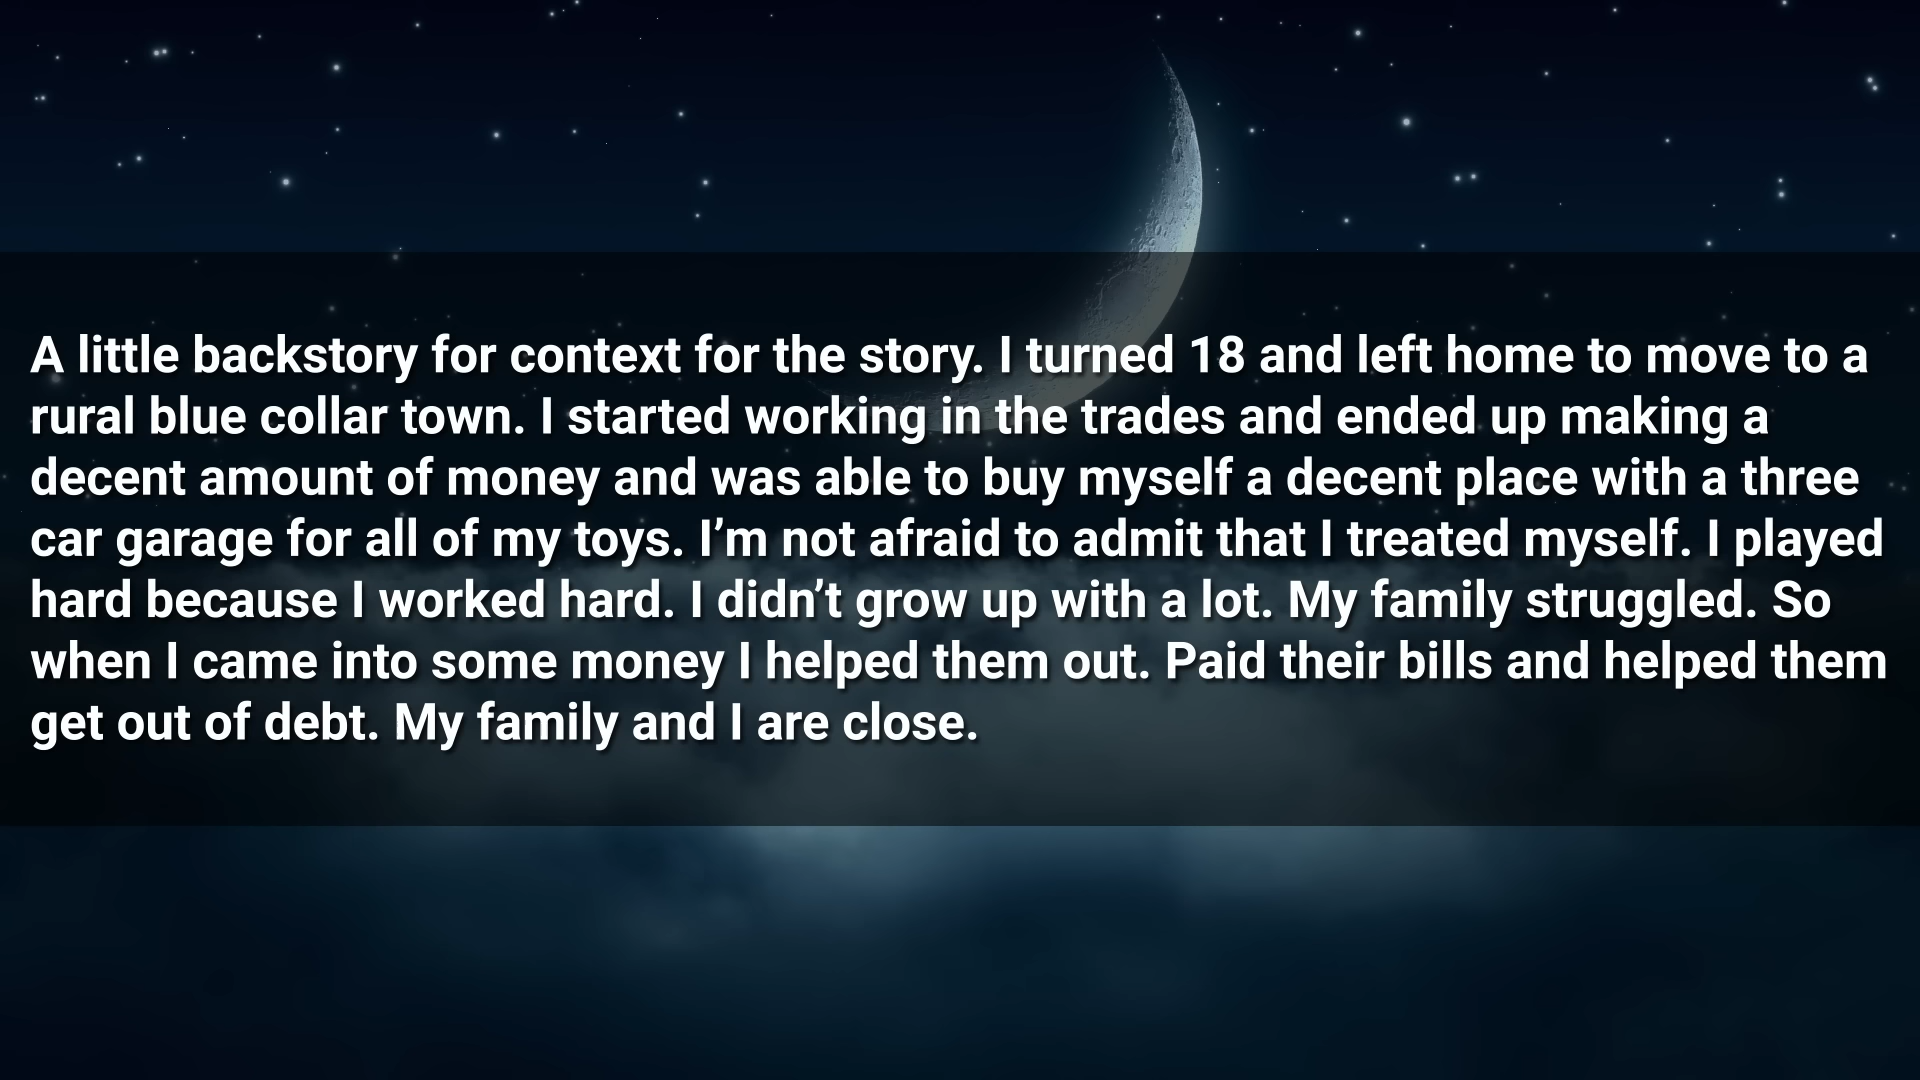 A little backstory for context for the story. I turned 18 and left home to move to a
rural blue collar town. I started working in the trades and ended up making a
decent amount of money and was able to buy myself a decent place with a three
car garage for all of my toys. I’m not afraid to admit that I treated myself. I played
hard because I worked hard. I didn’t grow up with a lot. My family struggled. So
when I came into some money I helped them out. Paid their bills and helped them
get out of debt. My family and I are close.